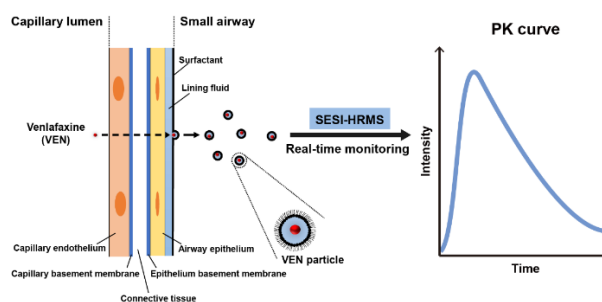 Capillary lumen
Small airway
Surfactant
Lining fluid
Venlafaxine
(VEN)
Capillary endothelium
Airway epithelium
Capillary basement membrane
Epithelium basement membrane
Connective tissue
VEN particle
SESI-HRMS
Real-time monitoring
PK curve
Intensity
Time